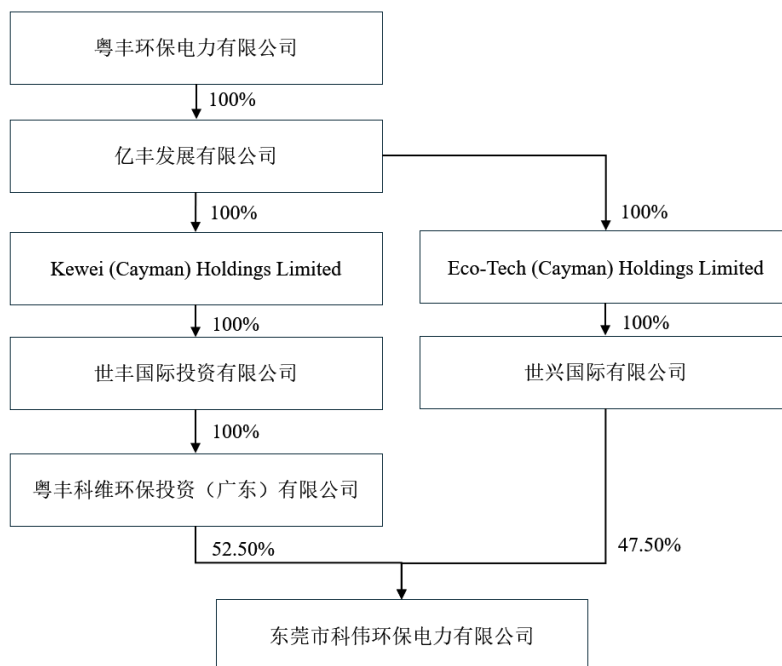 粤丰环保电力有限公司
100%
亿丰发展有限公司
100%
100%
Kewei (Cayman) Holdings Limited
Eco-Tech (Cayman) Holdings Limited
100%
100%
世丰国际投资有限公司
世兴国际有限公司
100%
粤丰科维环保投资（广东）有限公司
52.50%
47.50%
东莞市科伟环保电力有限公司